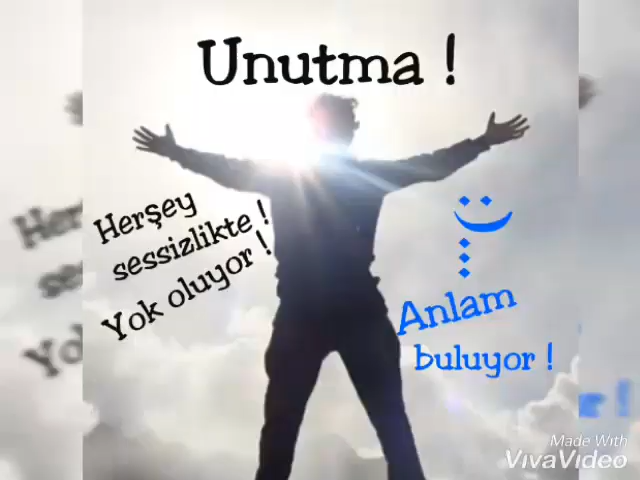 Unutma !
Herşey
sessizlikte !
Yok oluyor !
Anlam
buluyor !
Made With
VivaVideo